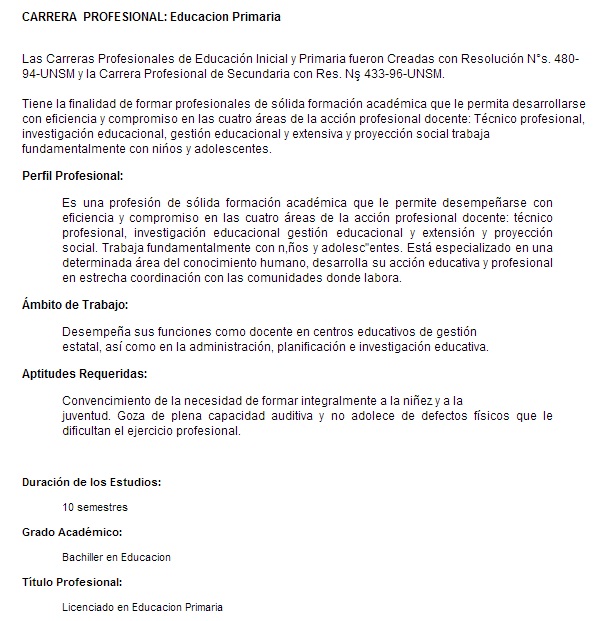 CARRERA  PROFESIONAL: Educacion Primaria
Las Carreras Profesionales de Educación Inicial y Primaria fueron Creadas con Resolución N°s. 480-
94-UNSM y la Carrera Profesional de Secundaria con Res. Nş 433-96-UNSM.
Tiene la finalidad de formar profesionales de sólida formación académica que le permita desarrollarse
con eficiencia y compromiso en las cuatro áreas de la acción profesional docente: Técnico profesional,
investigación educacional, gestión educacional y extensiva y proyección social trabaja
fundamentalmente con nińos y adolescentes.
Perfil Profesional:
Es una profesión de sólida formación académica que le permite desempeñarse con
eficiencia y compromiso en las cuatro áreas de la acción profesional docente: técnico
profesional, investigación educacional gestión educacional y extensión y proyección
social. Trabaja fundamentalmente con n,ños y adolesc"entes. Está especializado en una
determinada área del conocimiento humano, desarrolla su acción educativa y profesional
en estrecha coordinación con las comunidades donde labora.
Ámbito de Trabajo:
Desempeña sus funciones como docente en centros educativos de gestión
estatal, así como en la administración, planificación e investigación educativa.
Aptitudes Requeridas:
Convencimiento de la necesidad de formar integralmente a la niñez y a la
juventud. Goza de plena capacidad auditiva y no adolece de defectos físicos que le
dificultan el ejercicio profesional.
Duración de los Estudios:
10 semestres
Grado Académico:
Bachiller en Educacion
Título Profesional:
Licenciado en Educacion Primaria